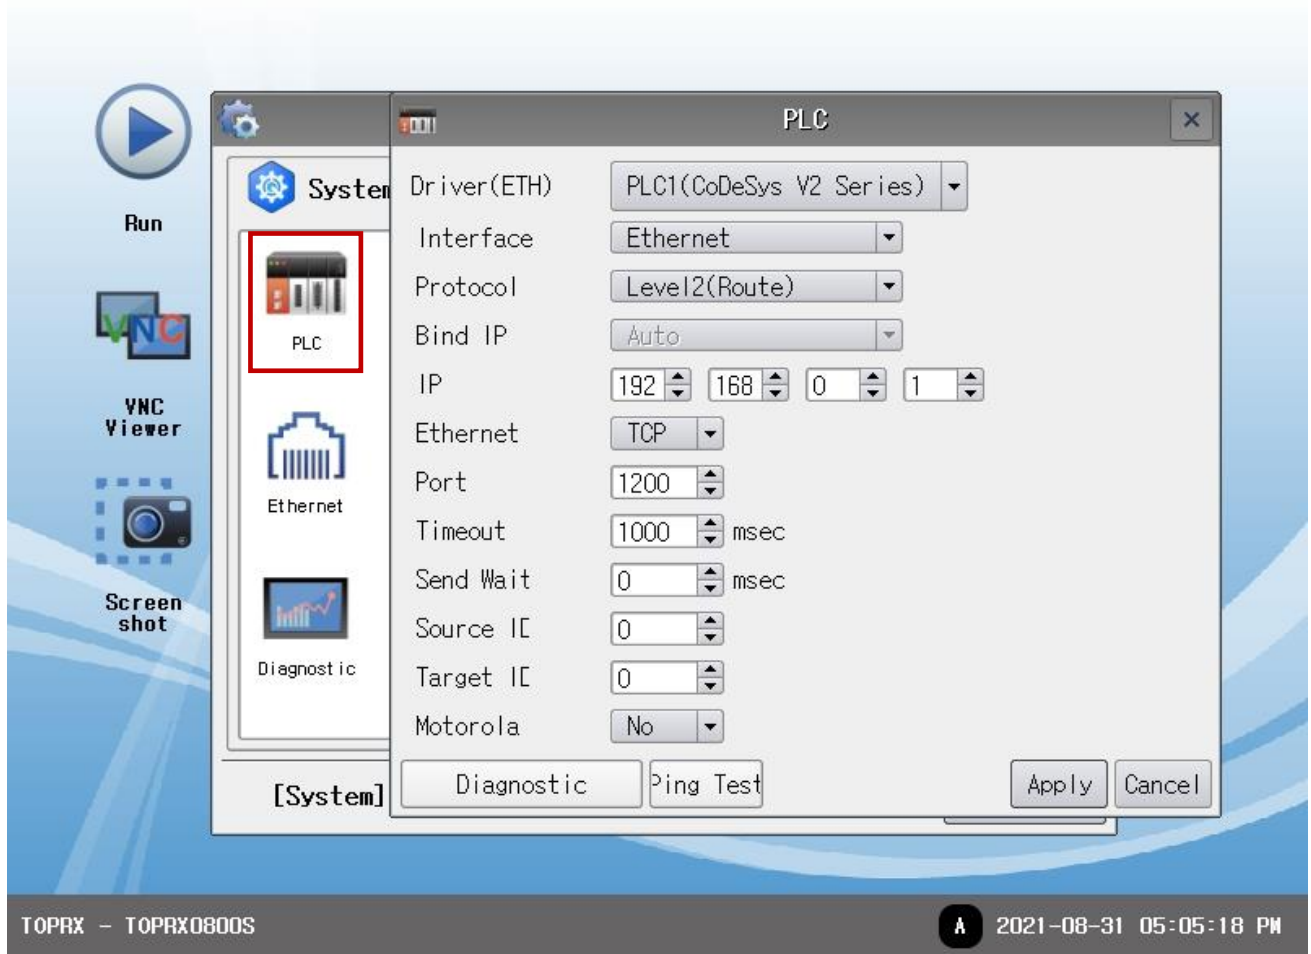 PLC
Run
VNC
Viewer
Screen
shot
System
PLC
Ethernet
Diagnostic
[System]
Driver(ETH) PLC1(CoDeSys V2 Series)
Interface Ethernet
Protocol Level2(Route)
Bind IP Auto
IP 192 168 0 1
Ethernet TCP
Port 1200
Timeout 1000 msec
Send Wait 0 msec
Source ID 0
Target ID 0
Motorola No
Diagnostic Ping Test Apply Cancel
TOPRX - TOPRX0800S A 2021-08-31 05:05:18 PM